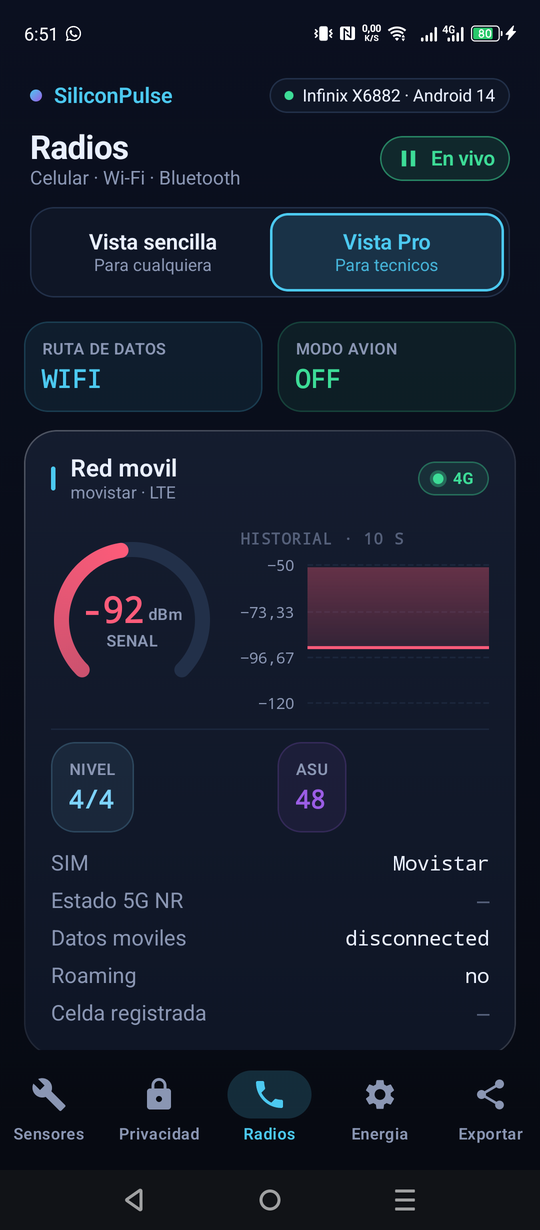 6:51
0,00
K/S
4G
80
SiliconPulse
Infinix X6882 · Android 14
Radios
Celular · Wi-Fi · Bluetooth
En vivo
Vista sencilla
Para cualquiera
Vista Pro
Para tecnicos
RUTA DE DATOS
WIFI
MODO AVION
OFF
Red movil
movistar · LTE
4G
HISTORIAL · 10 S
-92 dBm
SENAL
−50
−73,33
−96,67
−120
NIVEL
4/4
ASU
48
SIM Movistar
Estado 5G NR —
Datos moviles disconnected
Roaming no
Celda registrada —
Sensores
Privacidad
Radios
Energia
Exportar